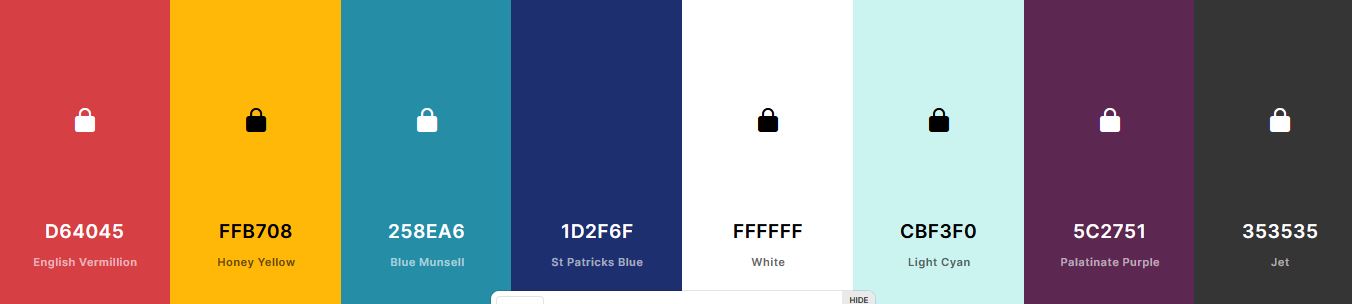 D64045
English Vermillion
FFB708
Honey Yellow
258EA6
Blue Munsell
1D2F6F
St Patricks Blue
FFFFFF
White
CBF3F0
Light Cyan
5C2751
Palatinate Purple
353535
Jet
HIDE